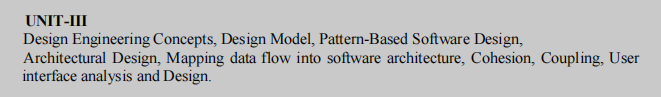 UNIT-III
Design Engineering Concepts, Design Model, Pattern-Based Software Design,
Architectural Design, Mapping data flow into software architecture, Cohesion, Coupling, User
interface analysis and Design.